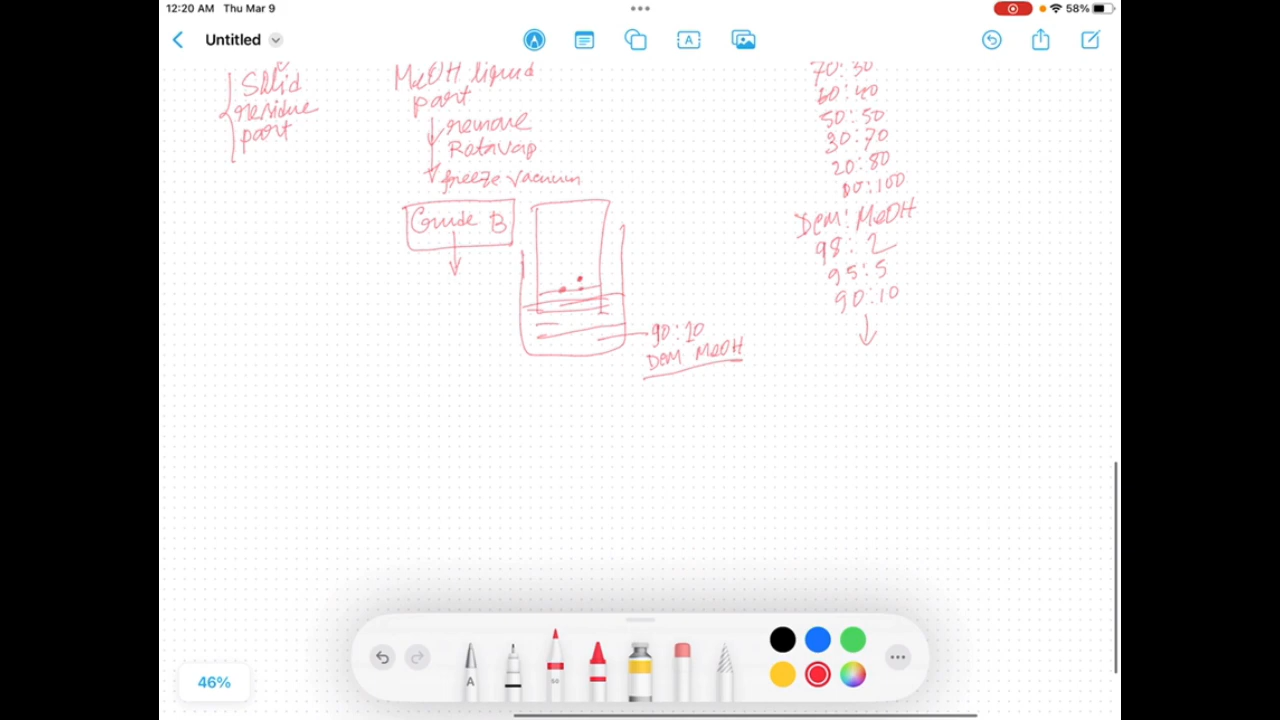 12:20 AM Thu Mar 9
58%
Untitled
Solid
residue
part
MeOH liquid
part
remove
Rotavap
freeze vacuum
Crude B
90:10
DCM MeOH
70:30
60:40
50:50
30:70
20:80
00:100
DCM:MeOH
98:2
95:5
90:10
46%
A
A
50